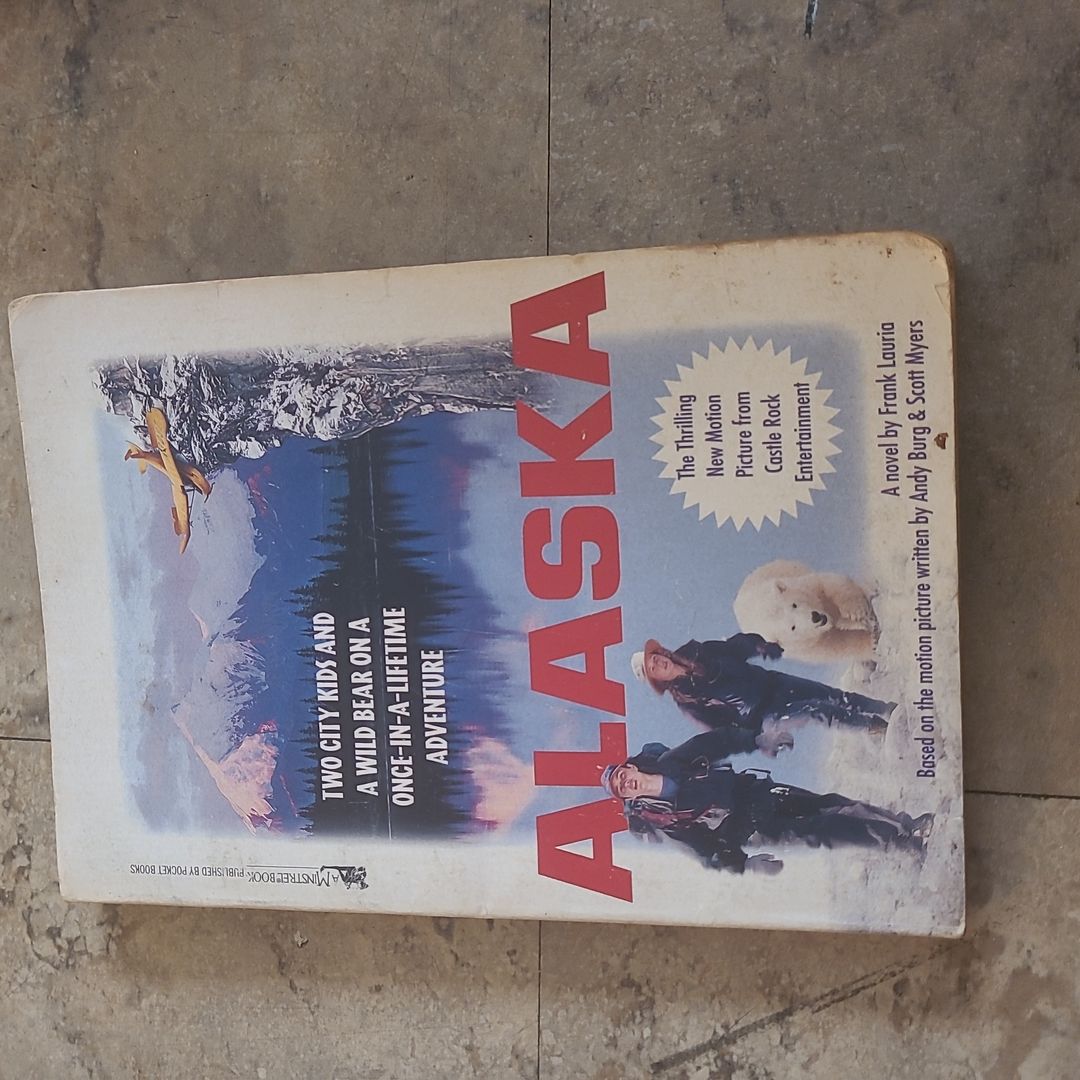 A MINSTREL® BOOK
PUBLISHED BY POCKET BOOKS
TWO CITY KIDS AND
A WILD BEAR ON A
ONCE-IN-A-LIFETIME
ADVENTURE
ALASKA
The Thrilling
New Motion
Picture from
Castle Rock
Entertainment
A novel by Frank Lauria
Based on the motion picture written by Andy Burg & Scott Myers